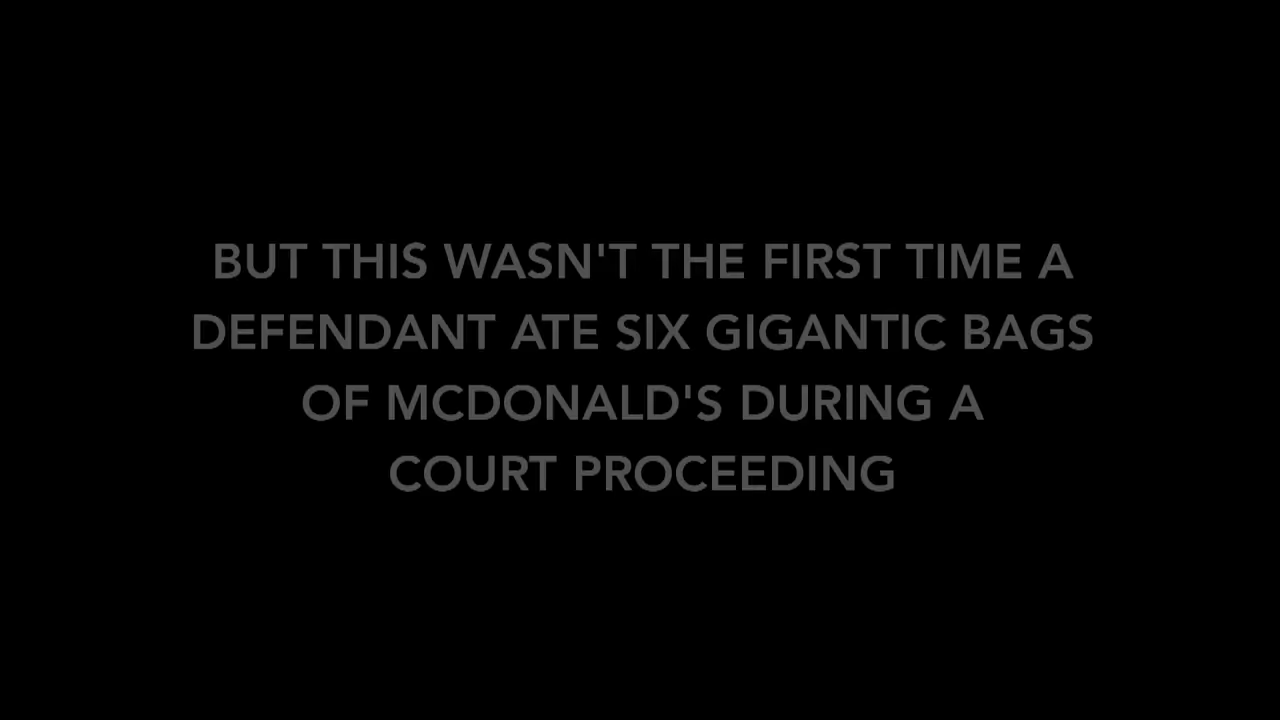 BUT THIS WASN'T THE FIRST TIME A
DEFENDANT ATE SIX GIGANTIC BAGS
OF MCDONALD'S DURING A
COURT PROCEEDING